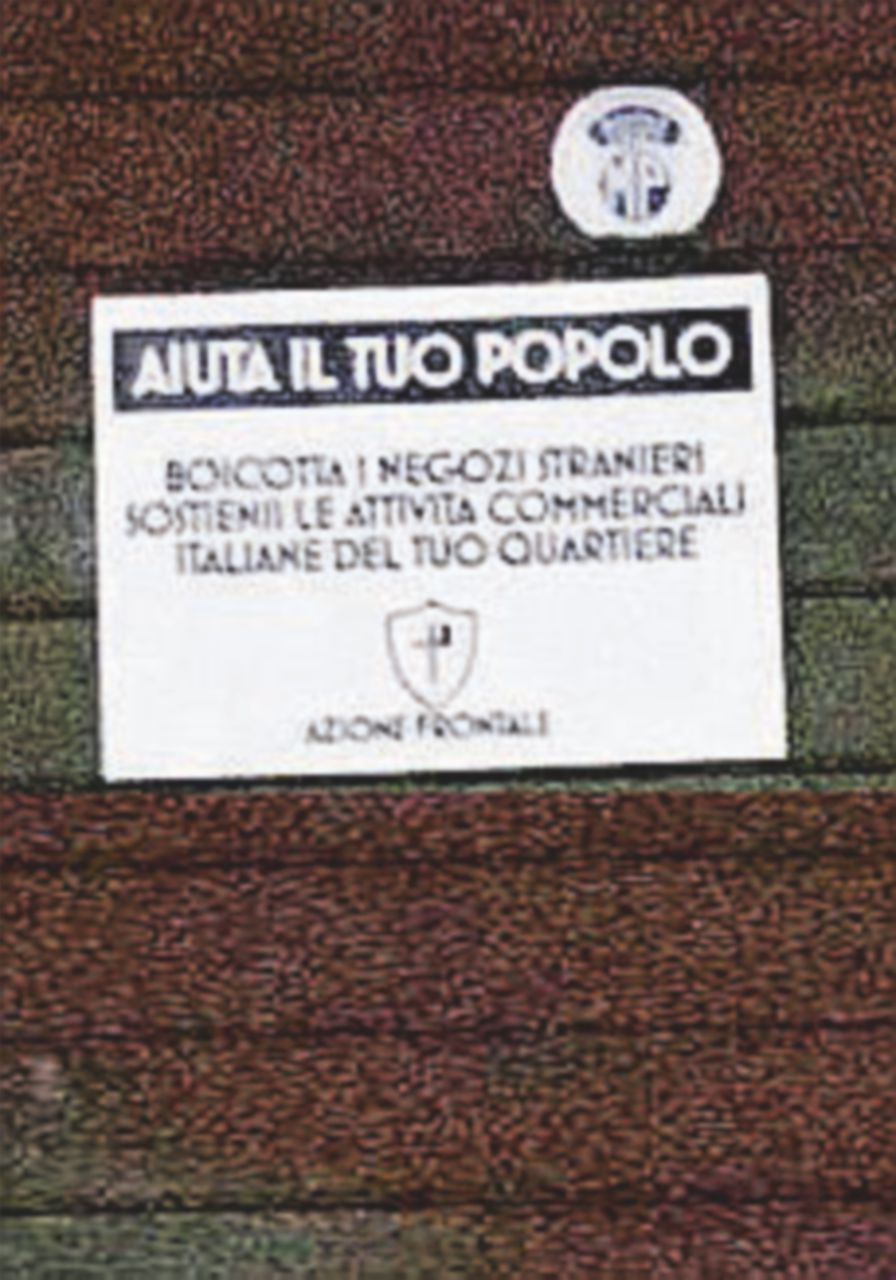 AIUTA IL TUO POPOLO
BOICOTTA I NEGOZI STRANIERI
SOSTIENI LE ATTIVITA COMMERCIALI
ITALIANE DEL TUO QUARTIERE
AZIONE FRONTALE